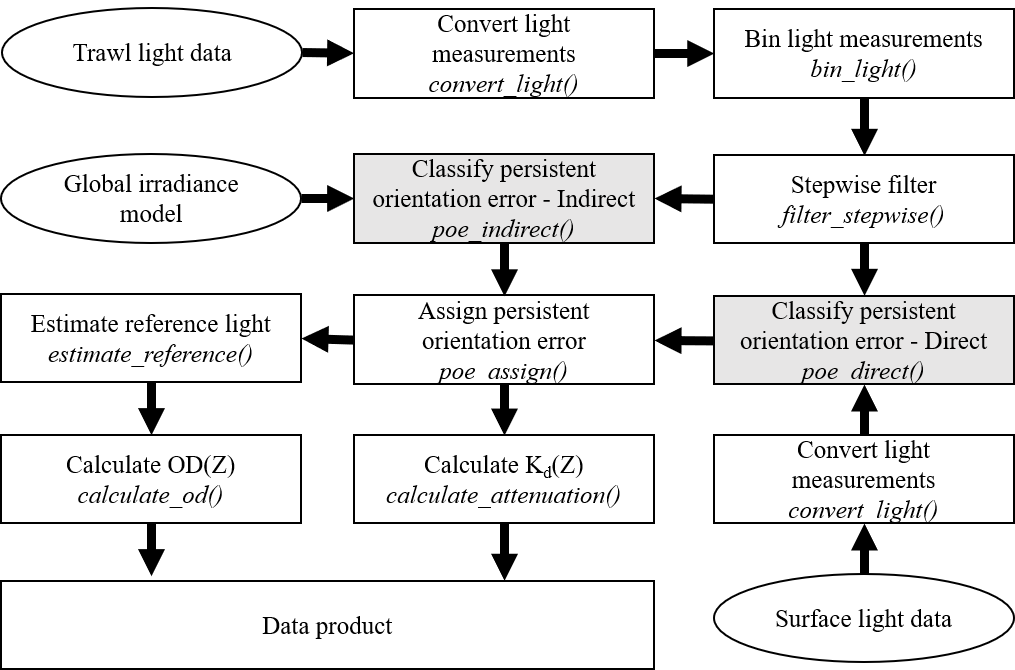 Trawl light data
Convert light
measurements
convert_light()
Bin light measurements
bin_light()
Global irradiance
model
Classify persistent
orientation error - Indirect
poe_indirect()
Stepwise filter
filter_stepwise()
Estimate reference light
estimate_reference()
Assign persistent
orientation error
poe_assign()
Classify persistent
orientation error - Direct
poe_direct()
Calculate OD(Z)
calculate_od()
Calculate Kd(Z)
calculate_attenuation()
Convert light
measurements
convert_light()
Data product
Surface light data